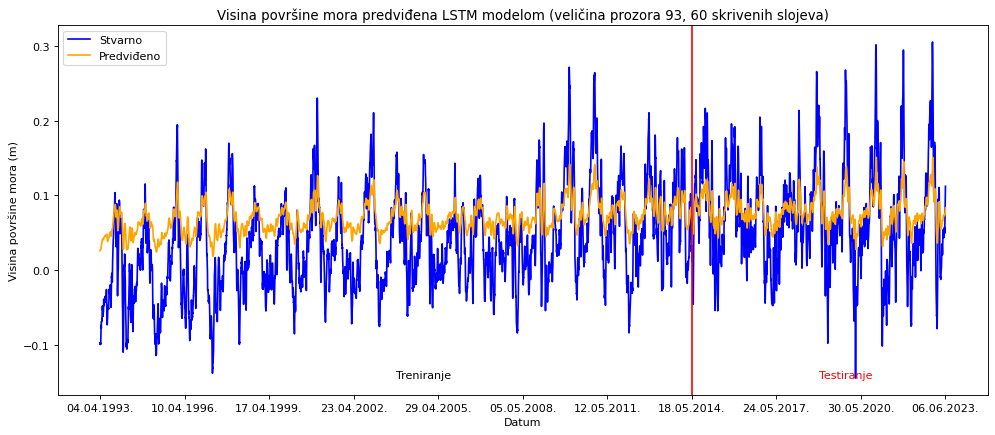 Visina površine mora predviđena LSTM modelom (veličina prozora 93, 60 skrivenih slojeva)
Stvarno
Predviđeno
0.3
0.2
0.1
0.0
−0.1
Visina površine mora (m)
Treniranje
Testiranje
04.04.1993. 10.04.1996. 17.04.1999. 23.04.2002. 29.04.2005. 05.05.2008. 12.05.2011. 18.05.2014. 24.05.2017. 30.05.2020. 06.06.2023.
Datum